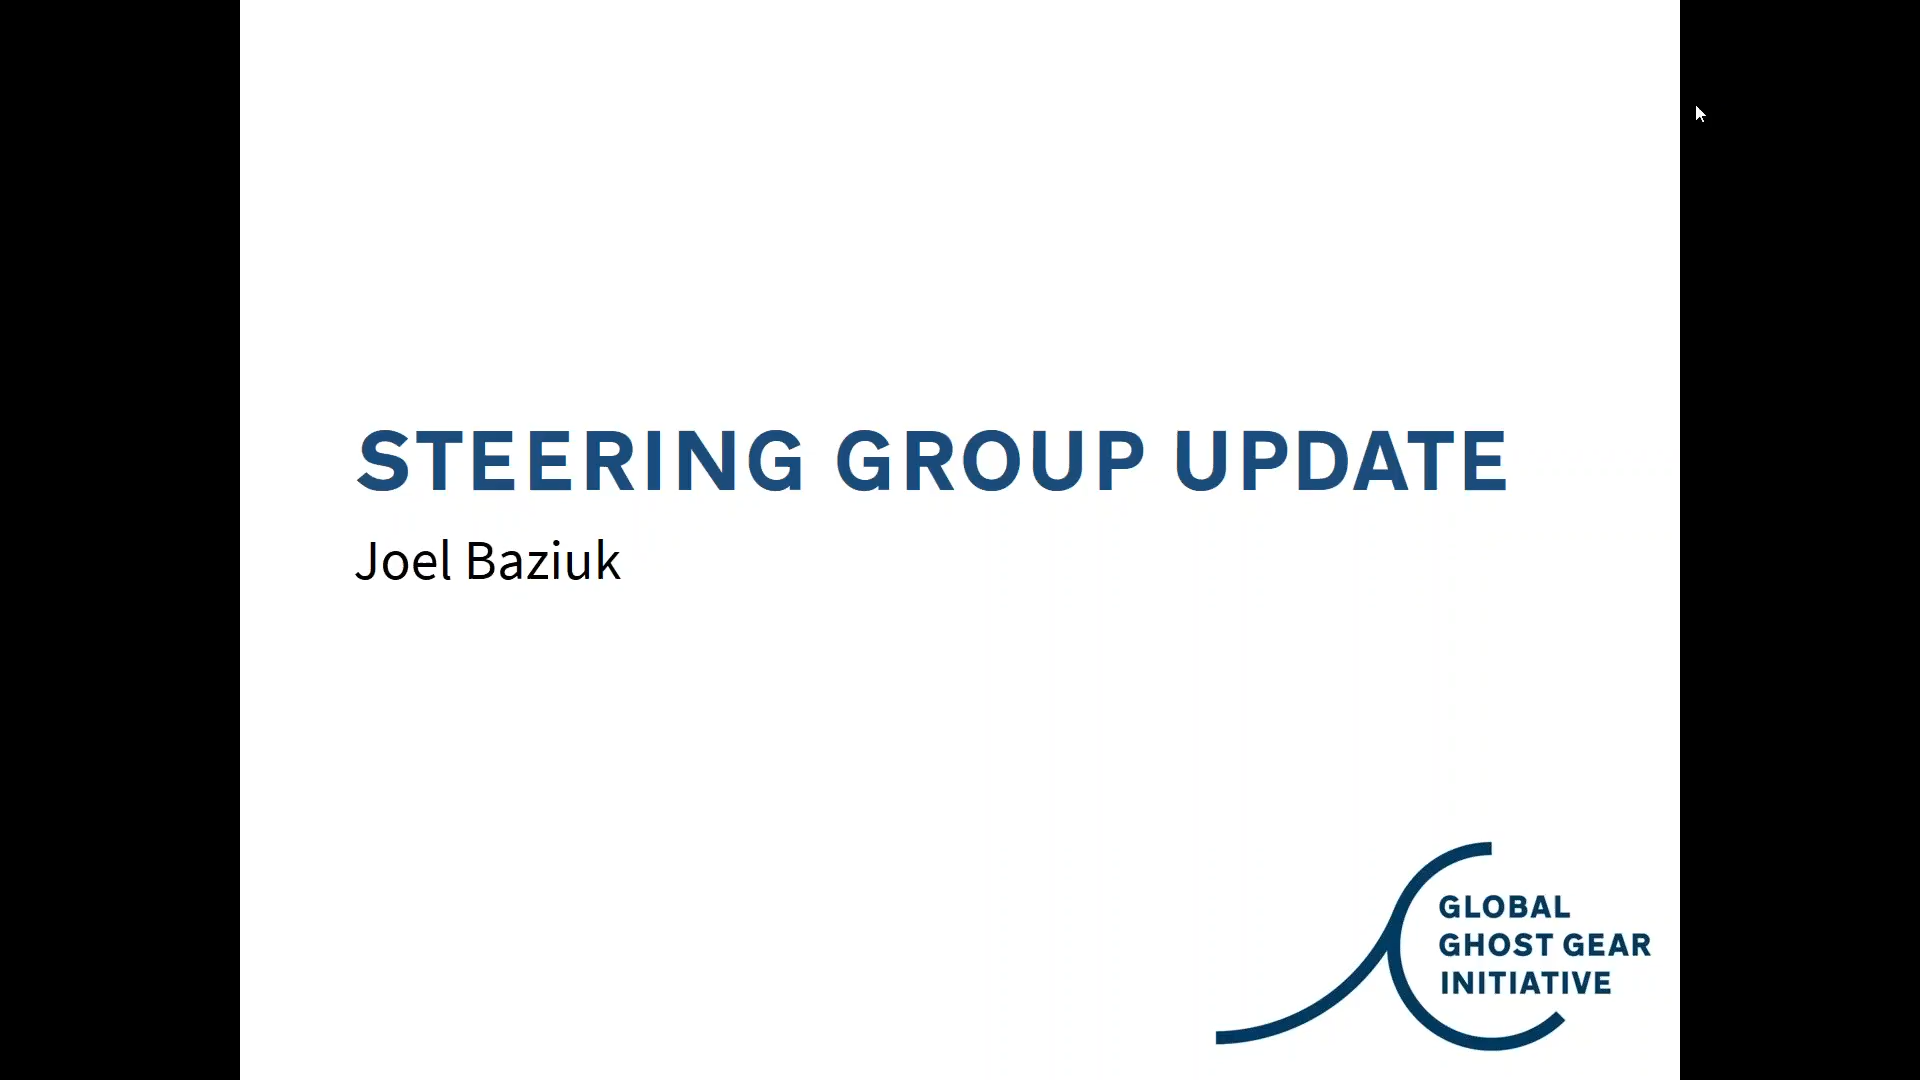 STEERING GROUP UPDATE
Joel Baziuk
GLOBAL
GHOST GEAR
INITIATIVE